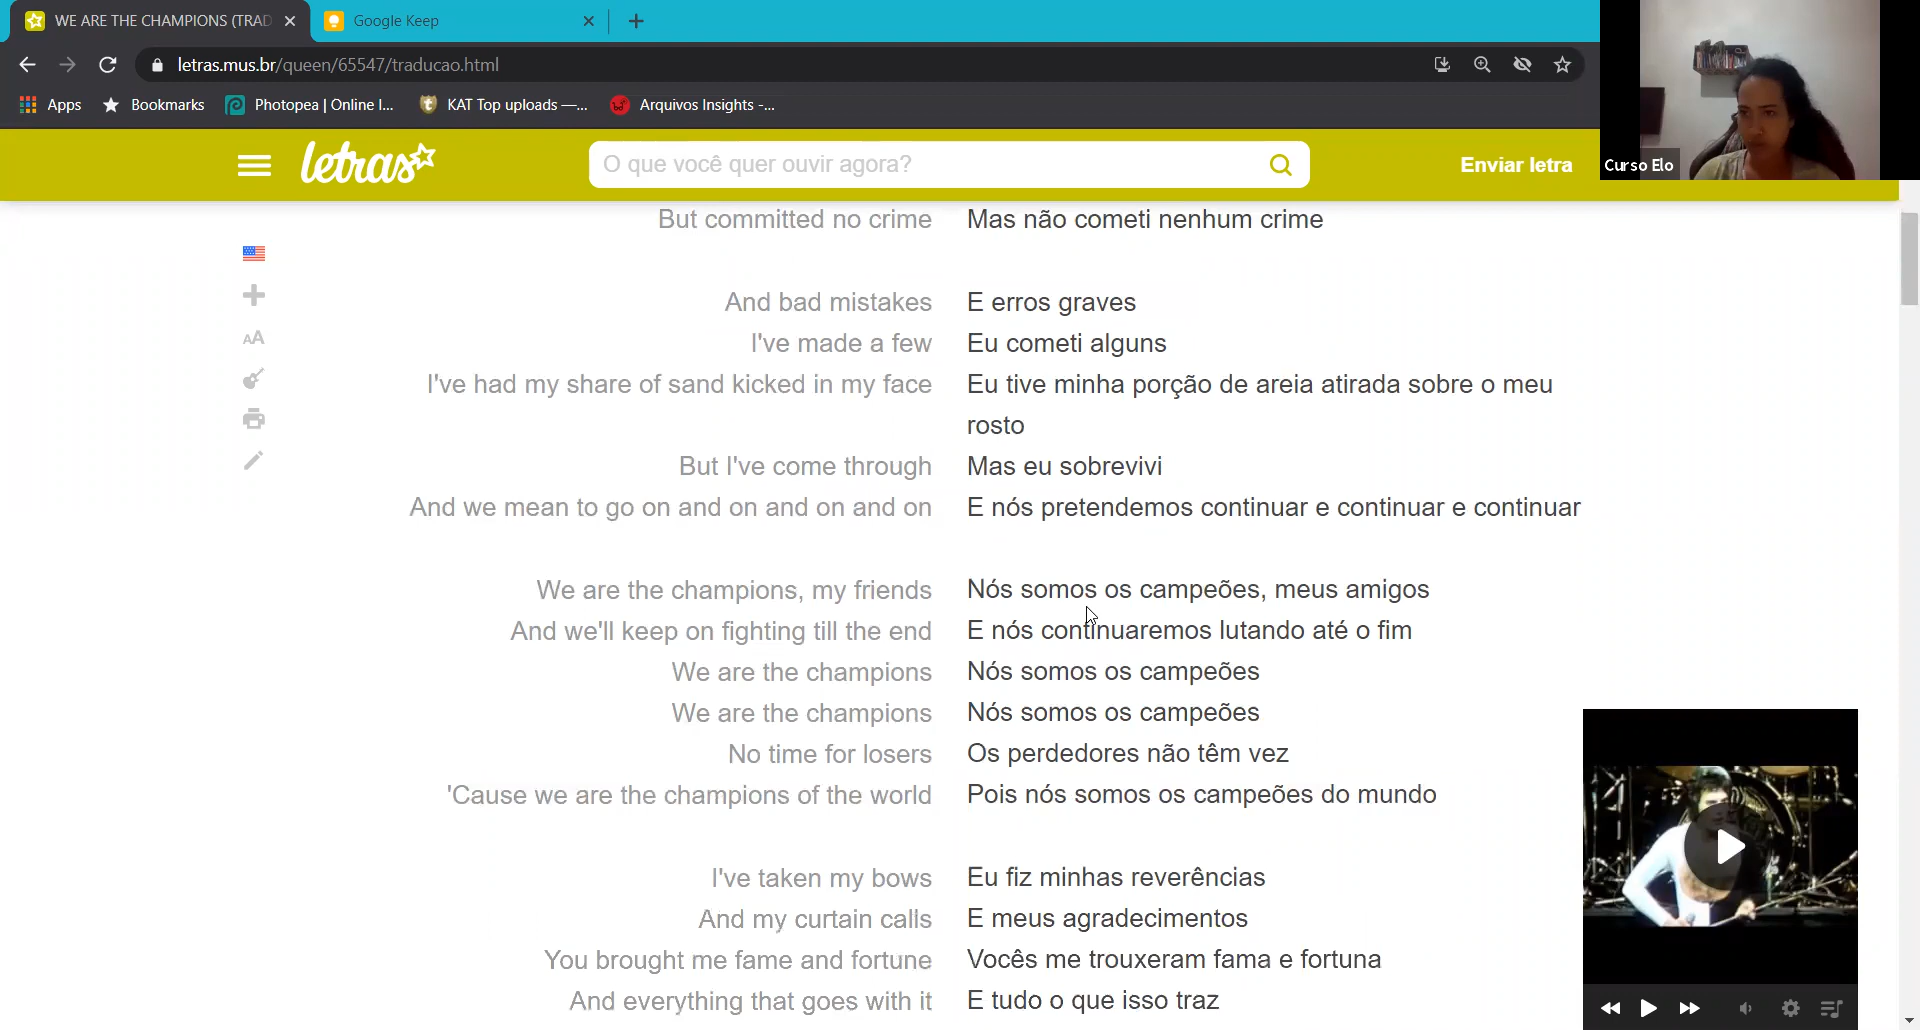 WE ARE THE CHAMPIONS (TRAD
Google Keep
letras.mus.br/queen/65547/traducao.html
Apps
Bookmarks
Photopea | Online I...
KAT Top uploads —...
Arquivos Insights -...
letras
O que você quer ouvir agora?
Enviar letra
Curso Elo
But committed no crime Mas não cometi nenhum crime
And bad mistakes E erros graves
I've made a few Eu cometi alguns
I've had my share of sand kicked in my face Eu tive minha porção de areia atirada sobre o meu
rosto
But I've come through Mas eu sobrevivi
And we mean to go on and on and on and on E nós pretendemos continuar e continuar e continuar
We are the champions, my friends Nós somos os campeões, meus amigos
And we'll keep on fighting till the end E nós continuaremos lutando até o fim
We are the champions Nós somos os campeões
We are the champions Nós somos os campeões
No time for losers Os perdedores não têm vez
'Cause we are the champions of the world Pois nós somos os campeões do mundo
I've taken my bows Eu fiz minhas reverências
And my curtain calls E meus agradecimentos
You brought me fame and fortune Vocês me trouxeram fama e fortuna
And everything that goes with it E tudo o que isso traz
AA